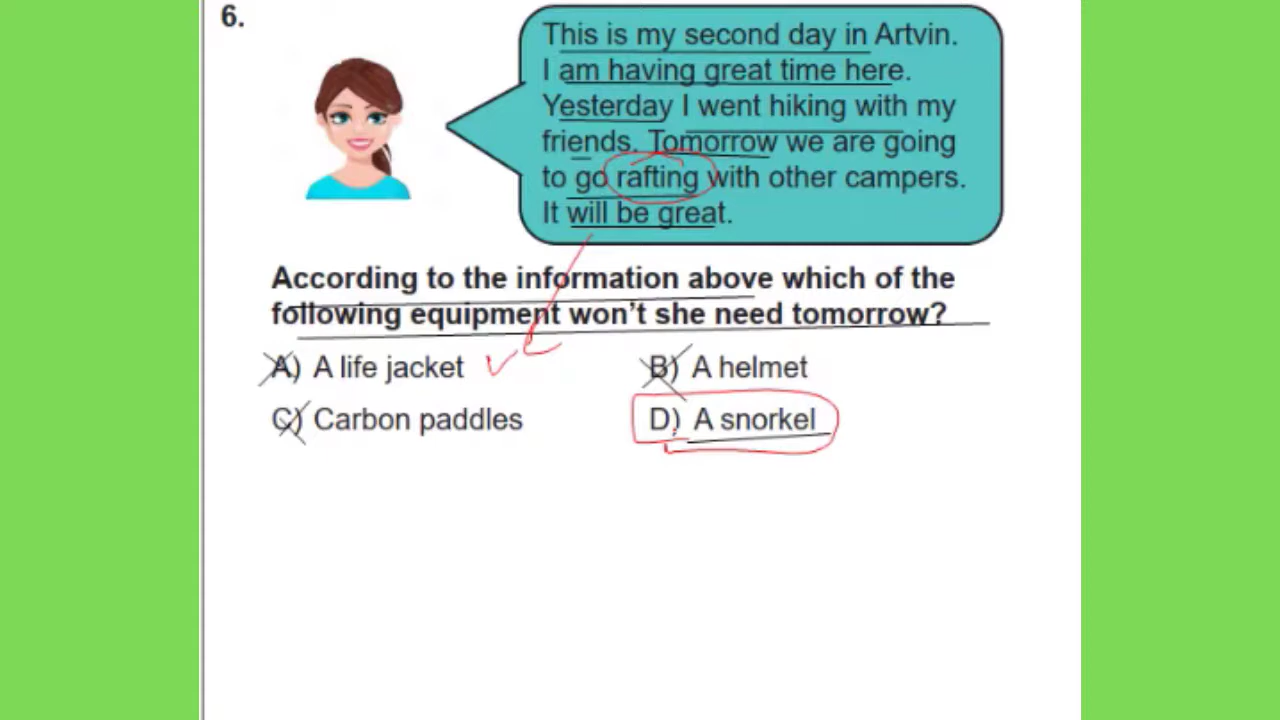 6.
This is my second day in Artvin.
I am having great time here.
Yesterday I went hiking with my
friends. Tomorrow we are going
to go rafting with other campers.
It will be great.
According to the information above which of the
following equipment won't she need tomorrow?
A) A life jacket
B) A helmet
C) Carbon paddles
D) A snorkel